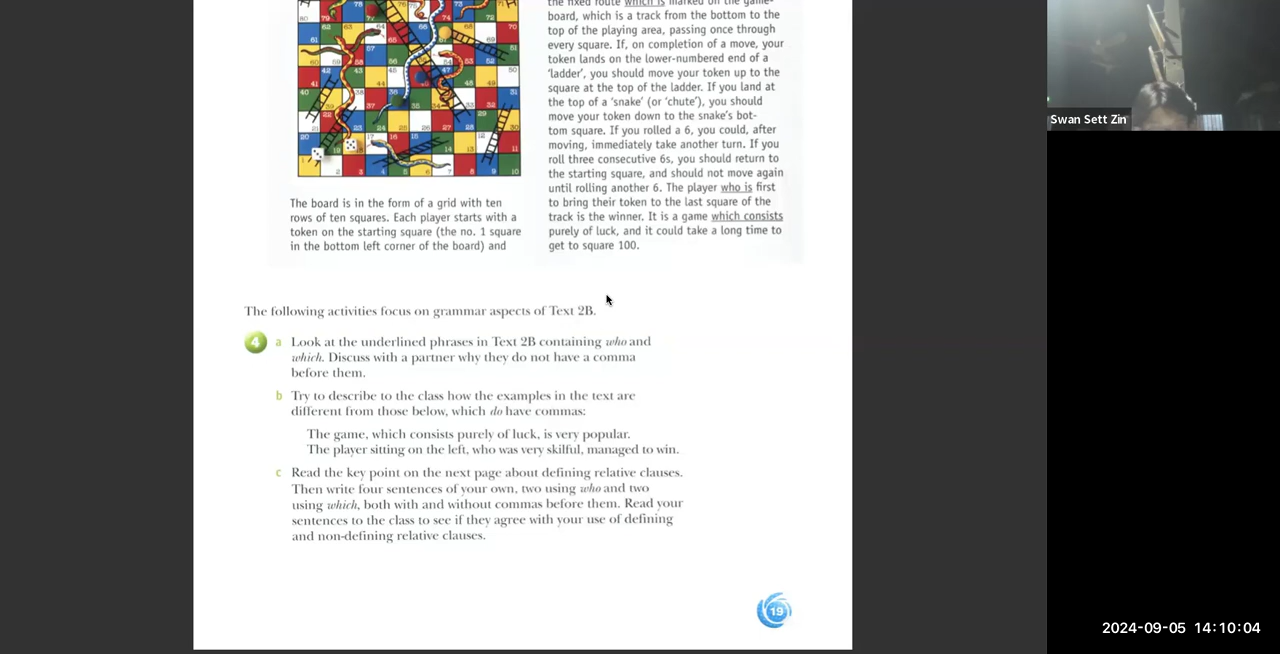 the fixed route which is marked on the game-
board, which is a track from the bottom to the
top of the playing area, passing once through
every square. If, on completion of a move, your
token lands on the lower-numbered end of a
'ladder', you should move your token up to the
square at the top of the ladder. If you land at
the top of a 'snake' (or 'chute'), you should
move your token down to the snake's bot-
tom square. If you rolled a 6, you could, after
moving, immediately take another turn. If you
roll three consecutive 6s, you should return to
the starting square, and should not move again
until rolling another 6. The player who is first
to bring their token to the last square of the
track is the winner. It is a game which consists
purely of luck, and it could take a long time to
get to square 100.
The board is in the form of a grid with ten
rows of ten squares. Each player starts with a
token on the starting square (the no. 1 square
in the bottom left corner of the board) and
The following activities focus on grammar aspects of Text 2B.
4 a Look at the underlined phrases in Text 2B containing who and
which. Discuss with a partner why they do not have a comma
before them.
b Try to describe to the class how the examples in the text are
different from those below, which do have commas:
The game, which consists purely of luck, is very popular.
The player sitting on the left, who was very skilful, managed to win.
c Read the key point on the next page about defining relative clauses.
Then write four sentences of your own, two using who and two
using which, both with and without commas before them. Read your
sentences to the class to see if they agree with your use of defining
and non-defining relative clauses.
19
Swan Sett Zin
2024-09-05 14:10:04